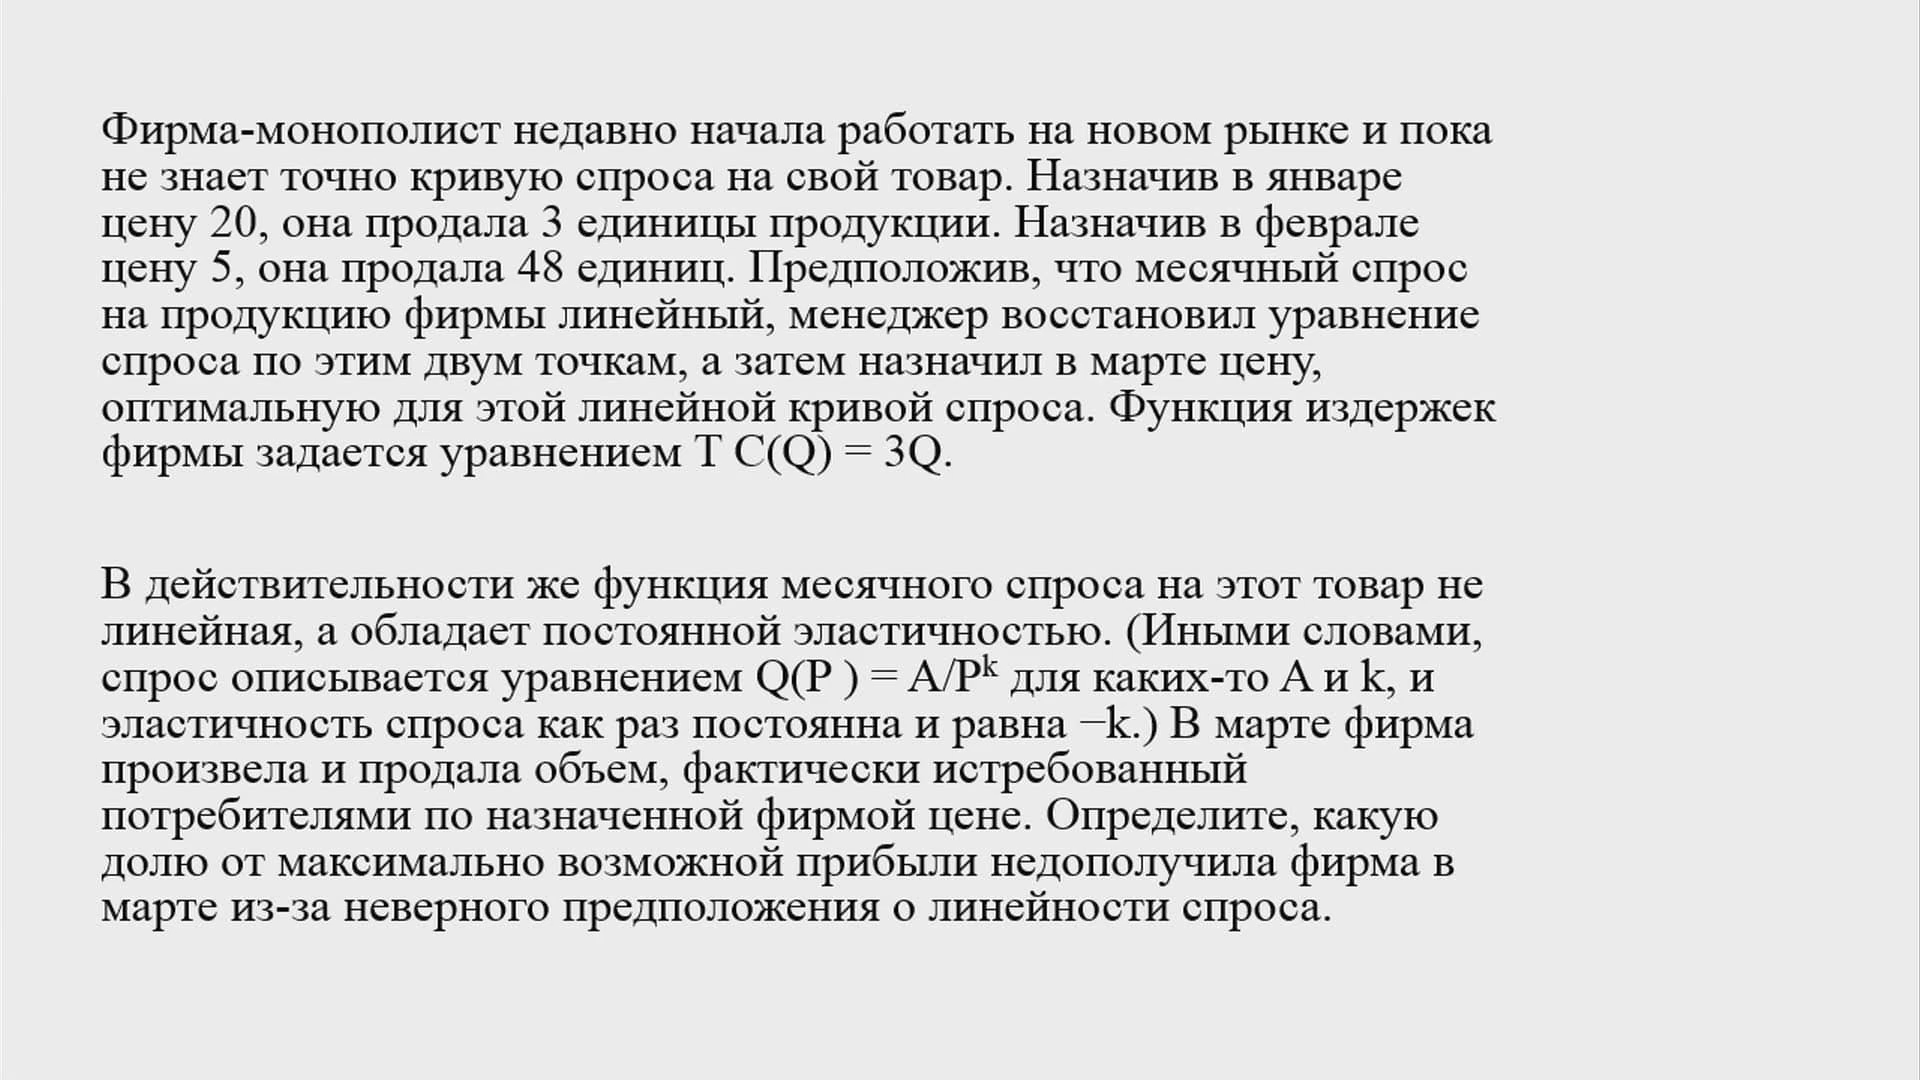 Фирма-монополист недавно начала работать на новом рынке и пока
не знает точно кривую спроса на свой товар. Назначив в январе
цену 20, она продала 3 единицы продукции. Назначив в феврале
цену 5, она продала 48 единиц. Предположив, что месячный спрос
на продукцию фирмы линейный, менеджер восстановил уравнение
спроса по этим двум точкам, а затем назначил в марте цену,
оптимальную для этой линейной кривой спроса. Функция издержек
фирмы задается уравнением T C(Q) = 3Q.
В действительности же функция месячного спроса на этот товар не
линейная, а обладает постоянной эластичностью. (Иными словами,
спрос описывается уравнением Q(P ) = A/Pᵏ для каких-то A и k, и
эластичность спроса как раз постоянна и равна −k.) В марте фирма
произвела и продала объем, фактически истребованный
потребителями по назначенной фирмой цене. Определите, какую
долю от максимально возможной прибыли недополучила фирма в
марте из-за неверного предположения о линейности спроса.